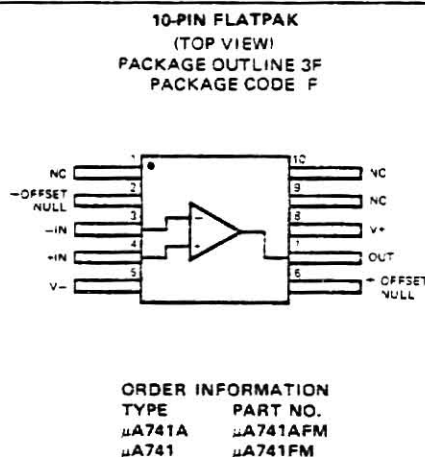 10-PIN FLATPAK
(TOP VIEW)
PACKAGE OUTLINE 3F
PACKAGE CODE F
1
10
NC
NC
2
9
–OFFSET
NULL
NC
3
8
–IN
–
V+
4
7
+IN
+
OUT
5
6
V–
+ OFFSET
NULL
ORDER INFORMATION
TYPE PART NO.
μA741A μA741AFM
μA741 μA741FM